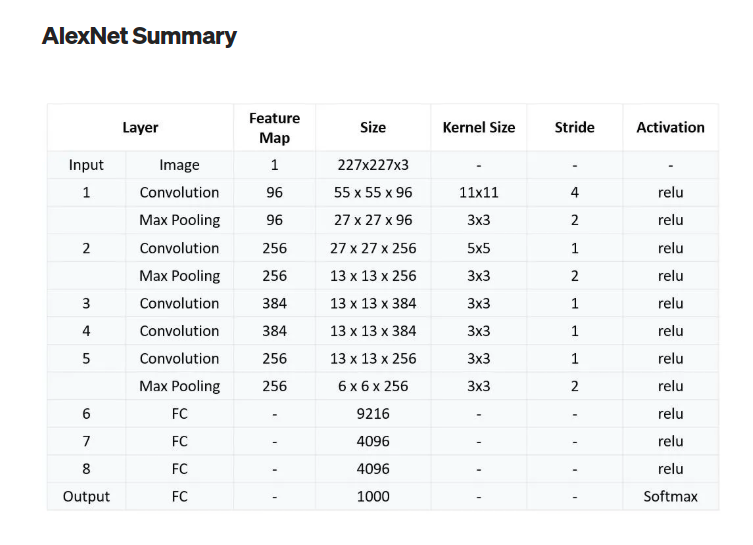 AlexNet Summary
Layer Feature Map Size Kernel Size Stride Activation
Input Image 1 227x227x3 - - -
1 Convolution 96 55 x 55 x 96 11x11 4 relu
Max Pooling 96 27 x 27 x 96 3x3 2 relu
2 Convolution 256 27 x 27 x 256 5x5 1 relu
Max Pooling 256 13 x 13 x 256 3x3 2 relu
3 Convolution 384 13 x 13 x 384 3x3 1 relu
4 Convolution 384 13 x 13 x 384 3x3 1 relu
5 Convolution 256 13 x 13 x 256 3x3 1 relu
Max Pooling 256 6 x 6 x 256 3x3 2 relu
6 FC - 9216 - - relu
7 FC - 4096 - - relu
8 FC - 4096 - - relu
Output FC - 1000 - - Softmax